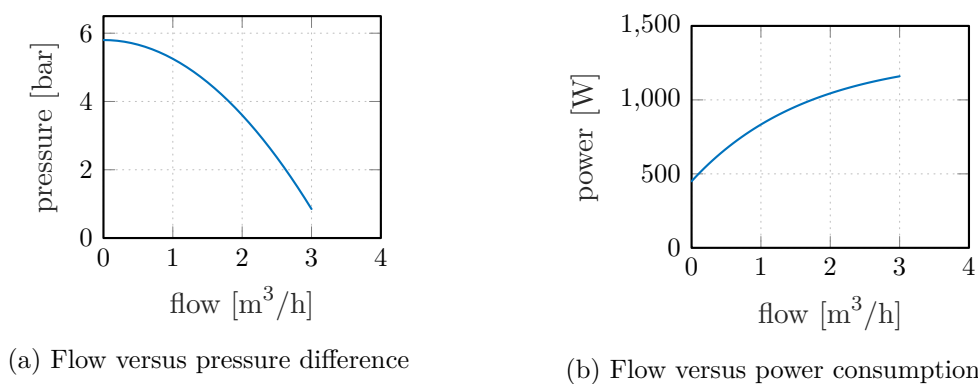 6
4
2
0
0 1 2 3 4
pressure [bar]
flow [m³/h]
(a) Flow versus pressure difference
1,500
1,000
500
0
0 1 2 3 4
power [W]
flow [m³/h]
(b) Flow versus power consumption